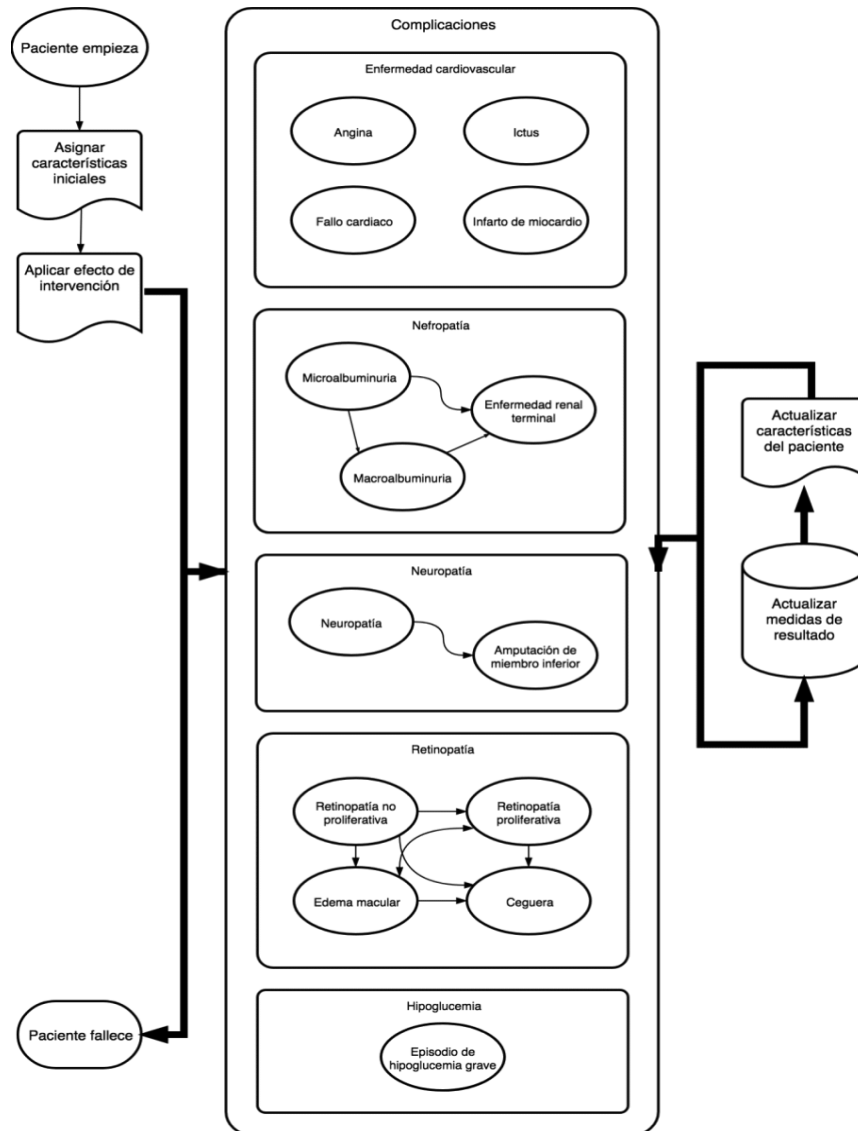 Paciente empieza
Asignar
características
iniciales
Aplicar efecto de
intervención
Paciente fallece
Complicaciones
Enfermedad cardiovascular
Angina
Ictus
Fallo cardiaco
Infarto de miocardio
Nefropatía
Microalbuminuria
Enfermedad renal
terminal
Macroalbuminuria
Neuropatía
Neuropatía
Amputación de
miembro inferior
Retinopatía
Retinopatía no
proliferativa
Retinopatía
proliferativa
Edema macular
Ceguera
Hipoglucemia
Episodio de
hipoglucemia grave
Actualizar
características
del paciente
Actualizar
medidas de
resultado